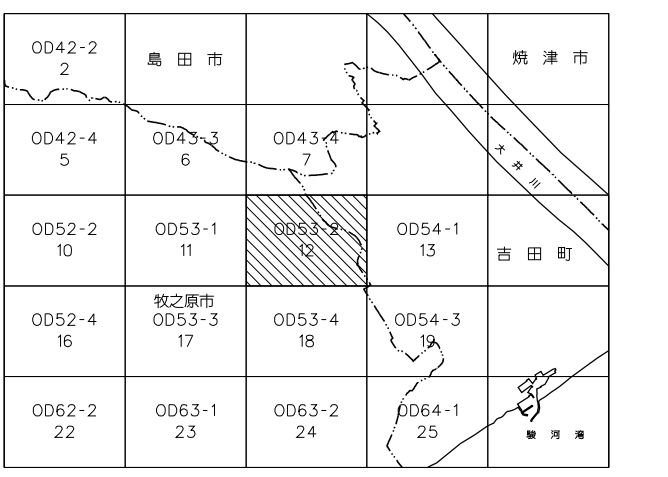 OD42-2
2
島田市
焼津市
OD42-4
5
OD43-3
6
OD43-4
7
大井川
OD52-2
10
OD53-1
11
OD53-2
12
OD54-1
13
吉田町
牧之原市
OD52-4
16
OD53-3
17
OD53-4
18
OD54-3
19
OD62-2
22
OD63-1
23
OD63-2
24
OD64-1
25
駿河湾